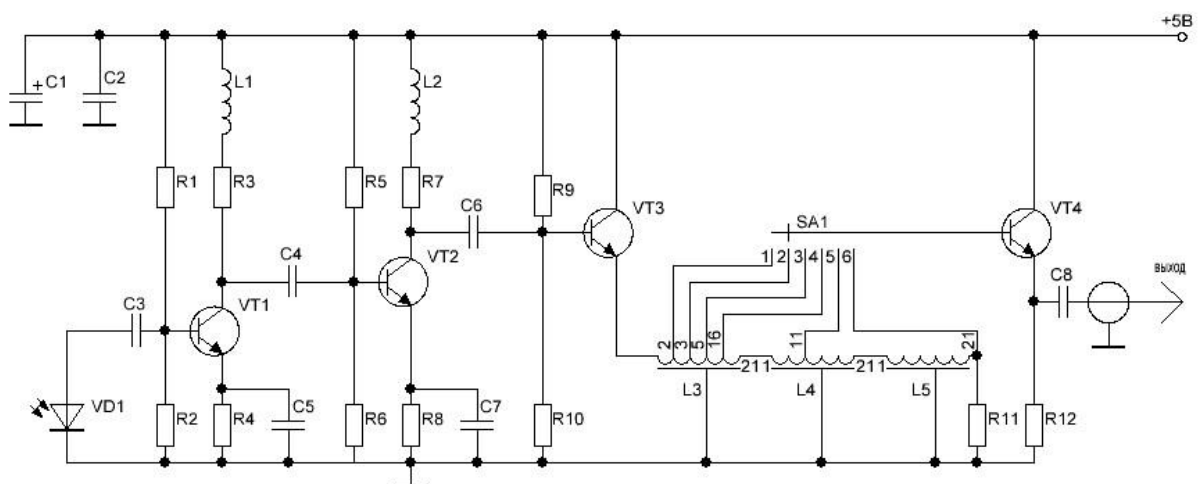 +5В
C1
C2
L1
L2
R1
R3
R5
R7
R9
C6
VT3
SA1
VT4
C4
VT2
1 2 3 4 5 6
C8
выход
C3
VT1
2 3 5 16
11
21
211
211
L3
L4
L5
VD1
R2
R4
C5
R6
R8
C7
R10
R11
R12